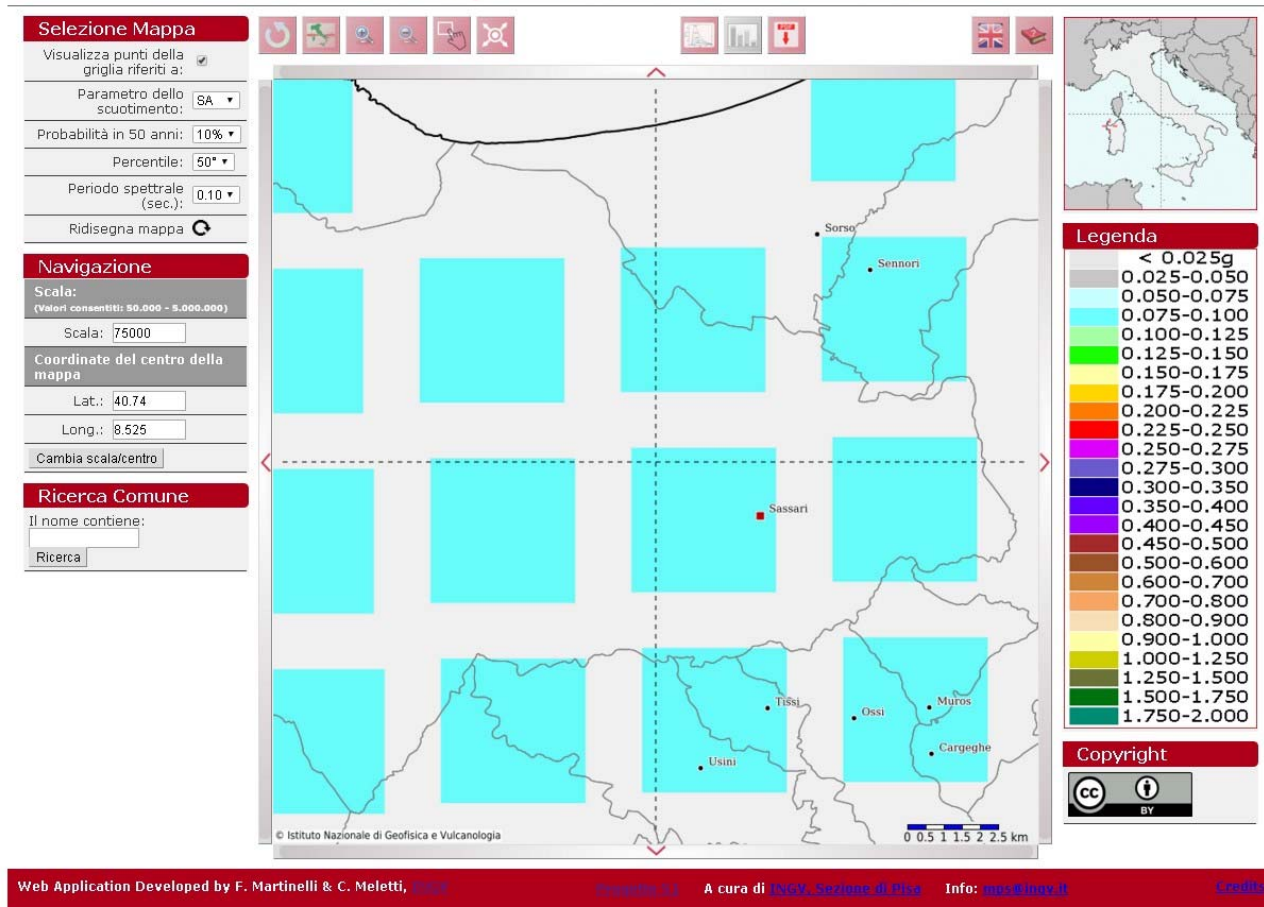 Selezione Mappa
Visualizza punti della
griglia riferiti a:
Parametro dello
scuotimento: SA
Probabilità in 50 anni: 10%
Percentile: 50°
Periodo spettrale
(sec.): 0.10
Ridisegna mappa
Navigazione
Scala:
(Valori consentiti: 50.000 - 5.000.000)
Scala: 75000
Coordinate del centro della
mappa
Lat.: 40.74
Long.: 8.525
Cambia scala/centro
Ricerca Comune
Il nome contiene:
Ricerca
Sorso
Sennori
Sassari
Tissi
Ossi
Muros
Usini
Cargeghe
© Istituto Nazionale di Geofisica e Vulcanologia
0 0.5 1 1.5 2 2.5 km
Legenda
< 0.025g
0.025-0.050
0.050-0.075
0.075-0.100
0.100-0.125
0.125-0.150
0.150-0.175
0.175-0.200
0.200-0.225
0.225-0.250
0.250-0.275
0.275-0.300
0.300-0.350
0.350-0.400
0.400-0.450
0.450-0.500
0.500-0.600
0.600-0.700
0.700-0.800
0.800-0.900
0.900-1.000
1.000-1.250
1.250-1.500
1.500-1.750
1.750-2.000
Copyright
cc
BY
Web Application Developed by F. Martinelli & C. Meletti,
A cura di INGV, Sezione di Pisa Info: mps@ingv.it Credits